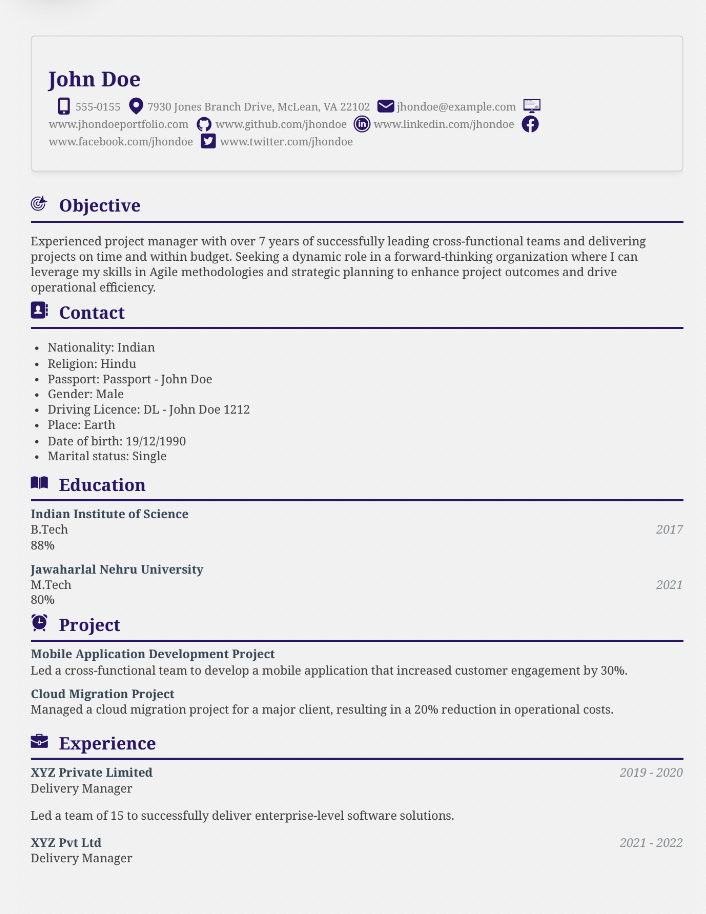 John Doe
555-0155 7930 Jones Branch Drive, McLean, VA 22102 jhondoe@example.com
www.jhondoeportfolio.com www.github.com/jhondoe www.linkedin.com/jhondoe
www.facebook.com/jhondoe www.twitter.com/jhondoe
Objective
Experienced project manager with over 7 years of successfully leading cross-functional teams and delivering
projects on time and within budget. Seeking a dynamic role in a forward-thinking organization where I can
leverage my skills in Agile methodologies and strategic planning to enhance project outcomes and drive
operational efficiency.
Contact
• Nationality: Indian
• Religion: Hindu
• Passport: Passport - John Doe
• Gender: Male
• Driving Licence: DL - John Doe 1212
• Place: Earth
• Date of birth: 19/12/1990
• Marital status: Single
Education
Indian Institute of Science
B.Tech 2017
88%
Jawaharlal Nehru University
M.Tech 2021
80%
Project
Mobile Application Development Project
Led a cross-functional team to develop a mobile application that increased customer engagement by 30%.
Cloud Migration Project
Managed a cloud migration project for a major client, resulting in a 20% reduction in operational costs.
Experience
XYZ Private Limited 2019 - 2020
Delivery Manager
Led a team of 15 to successfully deliver enterprise-level software solutions.
XYZ Pvt Ltd 2021 - 2022
Delivery Manager